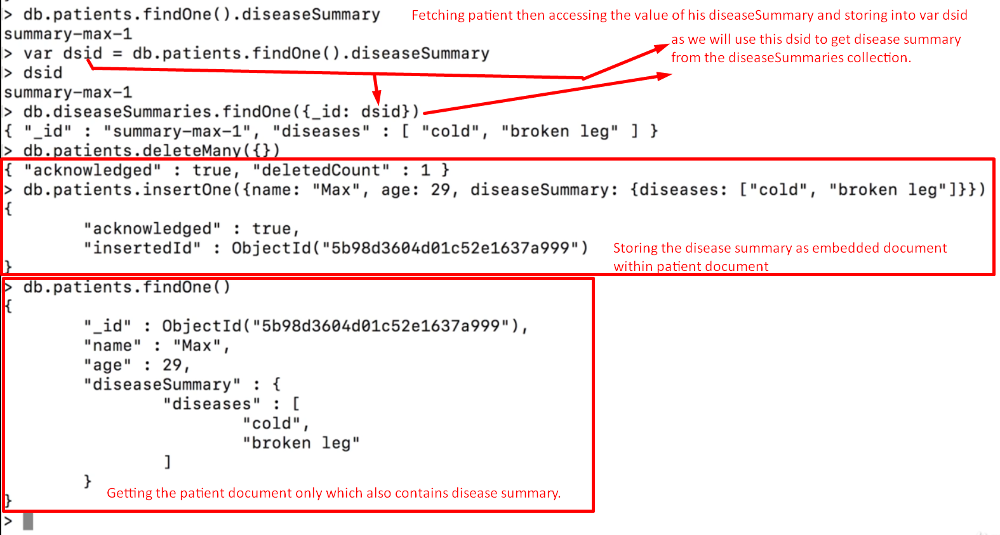 > db.patients.findOne().diseaseSummary
Fetching patient then accessing the value of his diseaseSummary and storing into var dsid
summary-max-1
as we will use this dsid to get disease summary
> var dsid = db.patients.findOne().diseaseSummary
from the diseaseSummaries collection.
> dsid
summary-max-1
> db.diseaseSummaries.findOne({_id: dsid})
{ "_id" : "summary-max-1", "diseases" : [ "cold", "broken leg" ] }
> db.patients.deleteMany({})
{ "acknowledged" : true, "deletedCount" : 1 }
> db.patients.insertOne({name: "Max", age: 29, diseaseSummary: {diseases: ["cold", "broken leg"]}})
{
"acknowledged" : true,
"insertedId" : ObjectId("5b98d3604d01c52e1637a999")
Storing the disease summary as embedded document
}
within patient document
> db.patients.findOne()
{
"_id" : ObjectId("5b98d3604d01c52e1637a999"),
"name" : "Max",
"age" : 29,
"diseaseSummary" : {
"diseases" : [
"cold",
"broken leg"
]
}
Getting the patient document only which also contains disease summary.
}
>